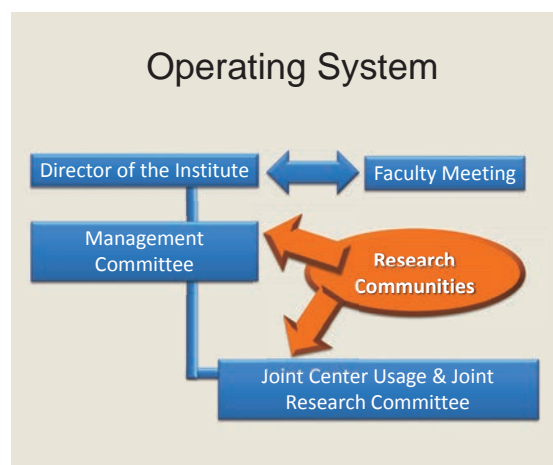 Operating System
Director of the Institute
Faculty Meeting
Management
Committee
Research
Communities
Joint Center Usage & Joint
Research Committee